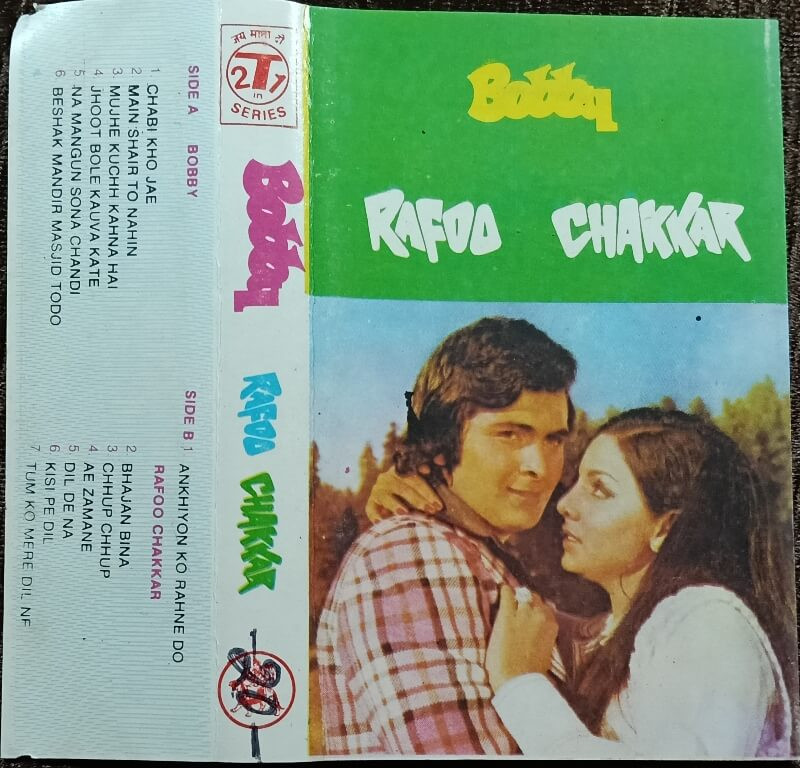 SIDE A BOBBY
1 CHABI KHO JAE
2 MAIN SHAIR TO NAHIN
3. MUJHE KUCHH KAHNA HAI
4 JHOOT BOLE KAUVA KATE
5 NA MANGUN SONA CHANDI
6 BESHAK MANDIR MASJID TODO
SIDE B 1 ANKHIYON KO RAHNE DO
RAFOO CHAKKAR
2 BHAJAN BINA
3 CHHUP CHHUP
4 AE ZAMANE
5 DIL DE NA
6 KISI PE DIL
7 TUM KO MERE DIL NE
जय माता दी
2 T 1
in
SERIES
Bobby
RAFOO CHAKKAR
20
Bobby
RAFOO CHAKKAR